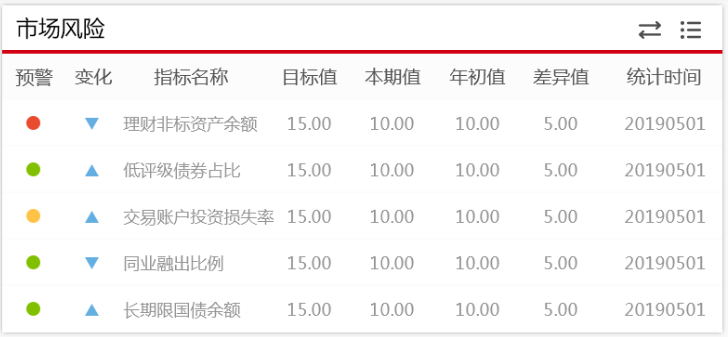 市场风险
预警 变化 指标名称 目标值 本期值 年初值 差异值 统计时间
理财非标资产余额 15.00 10.00 10.00 5.00 20190501
低评级债券占比 15.00 10.00 10.00 5.00 20190501
交易账户投资损失率 15.00 10.00 10.00 5.00 20190501
同业融出比例 15.00 10.00 10.00 5.00 20190501
长期限国债余额 15.00 10.00 10.00 5.00 20190501